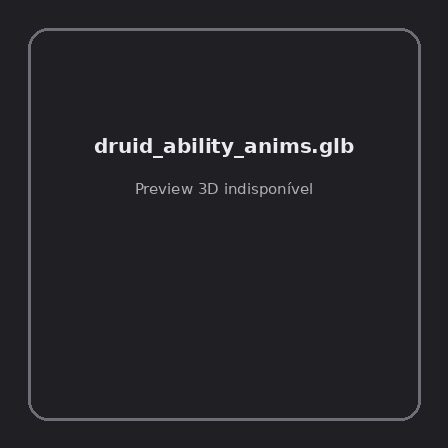 druid_ability_anims.glb
Preview 3D indisponível